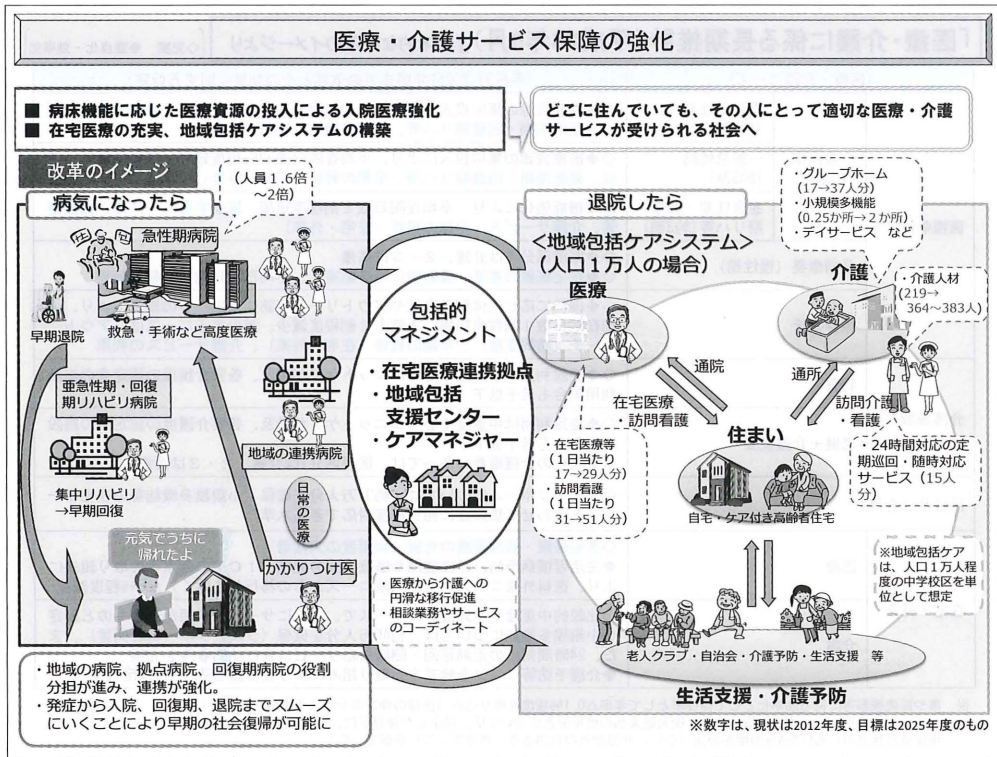 医療・介護サービス保障の強化
■ 病床機能に応じた医療資源の投入による入院医療強化
■ 在宅医療の充実、地域包括ケアシステムの構築
どこに住んでいても、その人にとって適切な医療・介護
サービスが受けられる社会へ
改革のイメージ
病気になったら
(人員1.6倍
~2倍)
急性期病院
救急・手術など高度医療
早期退院
亜急性期・回復
期リハビリ病院
集中リハビリ
→早期回復
地域の連携病院
日常の医療
元気でうちに
帰れたよ
かかりつけ医
・地域の病院、拠点病院、回復期病院の役割
分担が進み、連携が強化。
・発症から入院、回復期、退院までスムーズ
にいくことにより早期の社会復帰が可能に
包括的
マネジメント
・在宅医療連携拠点
・地域包括
支援センター
・ケアマネジャー
・医療から介護への
円滑な移行促進
・相談業務やサービス
のコーディネート
退院したら
<地域包括ケアシステム>
(人口1万人の場合)
・グループホーム
(17→37人分)
・小規模多機能
(0.25か所→2か所)
・デイサービス など
医療
介護
・介護人材
(219→
364~383人)
通院
通所
在宅医療
・訪問看護
訪問介護
・看護
・在宅医療等
(1日当たり
17→29人分)
・訪問看護
(1日当たり
31→51人分)
住まい
自宅・ケア付き高齢者住宅
・24時間対応の定
期巡回・随時対応
サービス(15人
分)
※地域包括ケア
は、人口1万人程
度の中学校区を単
位として想定
老人クラブ・自治会・介護予防・生活支援 等
生活支援・介護予防
※数字は、現状は2012年度、目標は2025年度のもの